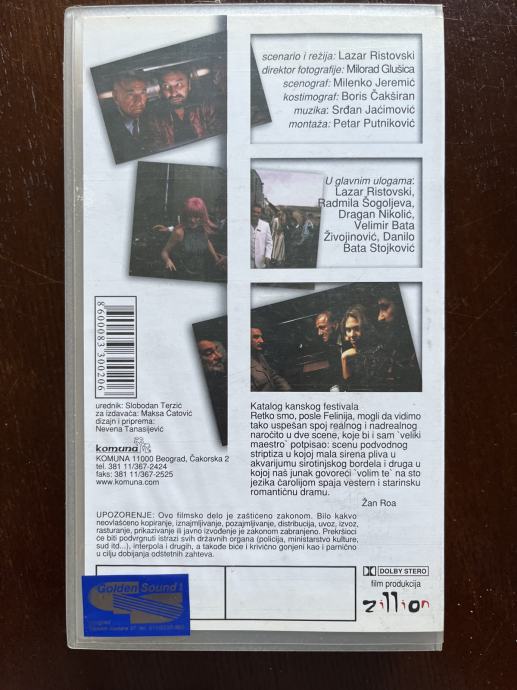 scenario i režija: Lazar Ristovski
direktor fotografije: Milorad Glušica
scenograf: Milenko Jeremić
kostimograf: Boris Čakširan
muzika: Srđan Jaćimović
montaža: Petar Putniković
U glavnim ulogama:
Lazar Ristovski,
Radmila Šogoljeva,
Dragan Nikolić,
Velimir Bata
Živojinović, Danilo
Bata Stojković
8600083300206
urednik: Slobodan Terzić
za izdavača: Maksa Ćatović
dizajn i priprema:
Nevena Tanasijević
komuna
KOMUNA 11000 Beograd, Čakorska 2
tel. 381 11/367-2424
faks: 381 11/367-2525
www.komuna.com
Katalog kanskog festivala
Retko smo, posle Felinija, mogli da vidimo
tako uspešan spoj realnog i nadrealnog
naročito u dve scene, koje bi i sam `veliki
maestro` potpisao: scenu podvodnog
striptiza u kojoj mala sirena pliva u
akvarijumu sirotinjskog bordela i druga u
kojoj naš junak govoreći `volim te` na sto
jezika čarolijom spaja vestern i starinsku
romantičnu dramu.
Žan Roa
UPOZORENJE: Ovo filmsko delo je zaštićeno zakonom. Bilo kakvo
neovlašćeno kopiranje, iznajmljivanje, pozajmljivanje, distribucija, uvoz, izvoz,
rasturanje, prikazivanje ili javno izvođenje je zakonom zabranjeno. Prekršioci
će biti podvrgnuti istrazi svih državnih organa (policija, ministarstvo kulture,
sud itd...), interpola i drugih, a takođe biće i krivično gonjeni kao i parnično
u cilju dobijanja odštetnih zahteva.
Golden Sound
DOLBY STERO
film produkcija
zillion